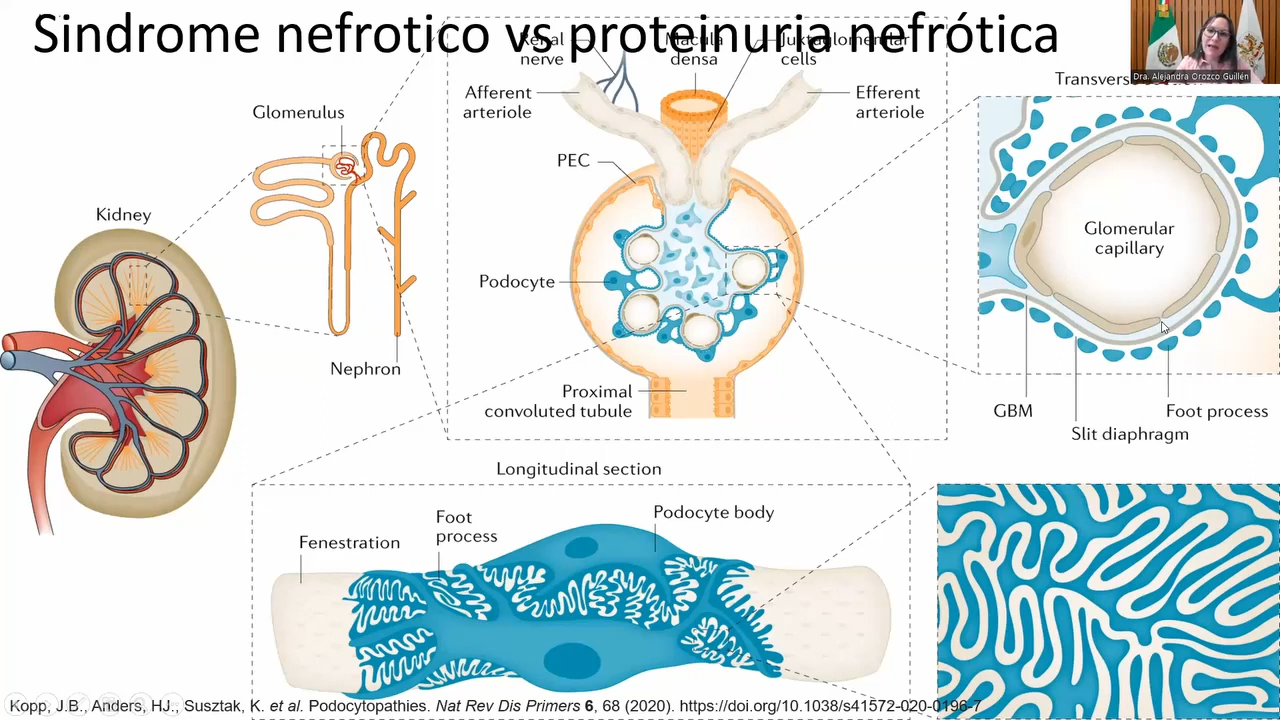 Sindrome nefrotico vs proteinuria nefrótica
Dra. Alejandra Orozco Guillén
Renal
nerve
Macula
densa
Juxtaglomerular
cells
Afferent
arteriole
Efferent
arteriole
Glomerulus
PEC
Kidney
Podocyte
Nephron
Proximal
convoluted tubule
Glomerular
capillary
GBM
Foot process
Slit diaphragm
Longitudinal section
Fenestration
Foot
process
Podocyte body
Kopp, J.B., Anders, HJ., Susztak, K. et al. Podocytopathies. Nat Rev Dis Primers 6, 68 (2020). https://doi.org/10.1038/s41572-020-0196-7